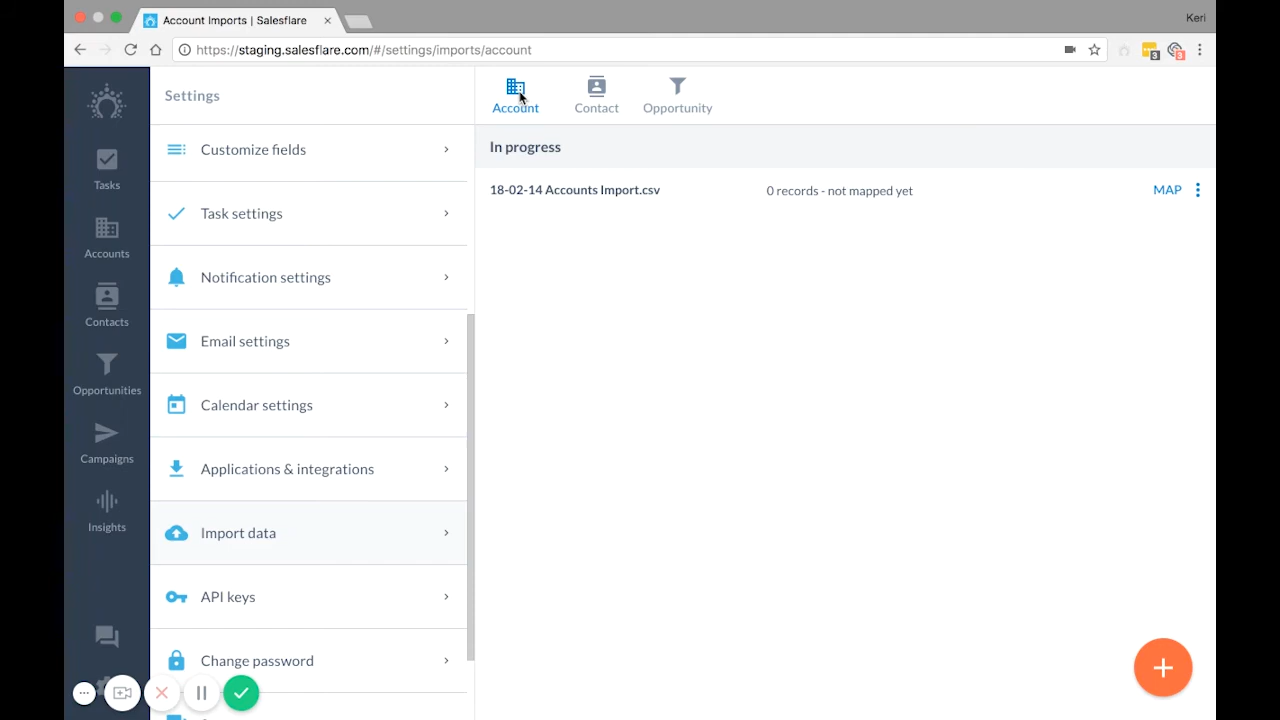 Account Imports | Salesflare
Keri
https://staging.salesflare.com/#/settings/imports/account
3
3
Tasks
Accounts
Contacts
Opportunities
Campaigns
Insights
Settings
Customize fields
Task settings
Notification settings
Email settings
Calendar settings
Applications & integrations
Import data
API keys
Change password
Account
Contact
Opportunity
In progress
18-02-14 Accounts Import.csv
0 records - not mapped yet
MAP